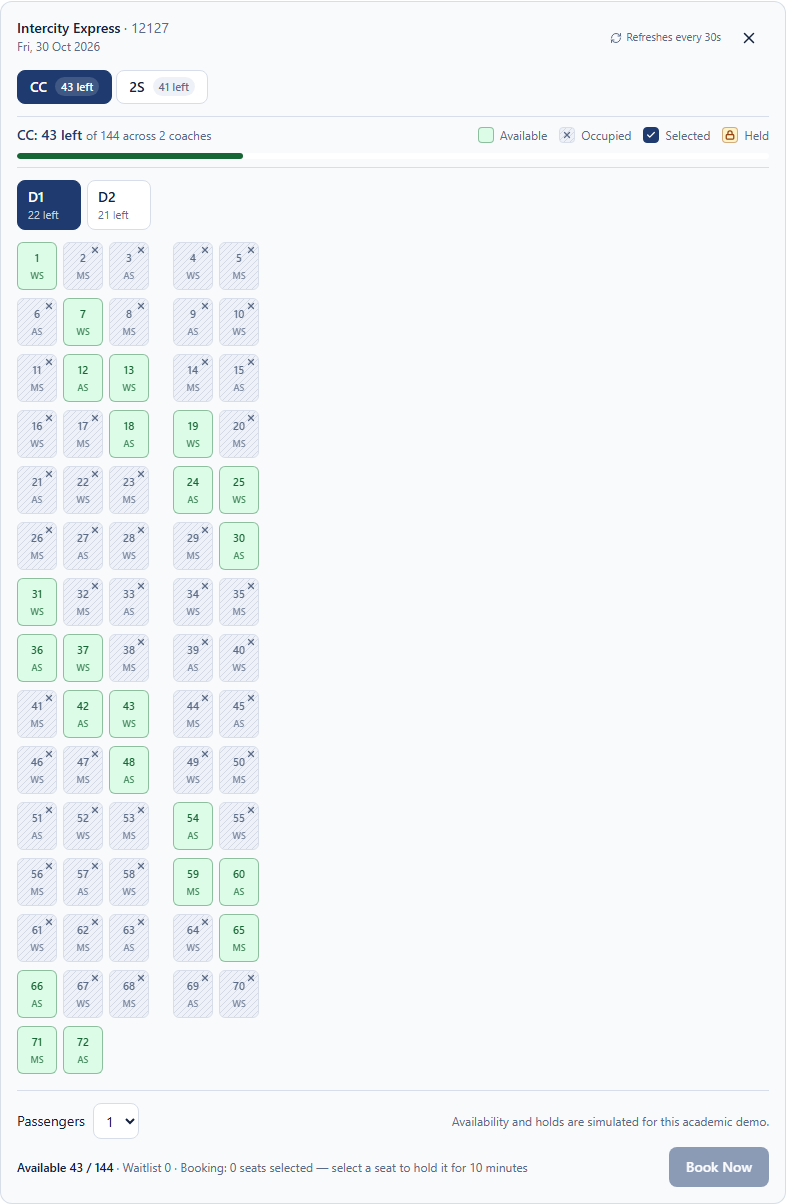 Intercity Express · 12127
Fri, 30 Oct 2026
Refreshes every 30s
CC 43 left 2S 41 left
CC: 43 left of 144 across 2 coaches
Available Occupied Selected Held
D1 D2
22 left 21 left
1 2 3 4 5
WS MS AS WS MS
6 7 8 9 10
AS WS MS AS WS
11 12 13 14 15
MS AS WS MS AS
16 17 18 19 20
WS MS AS WS MS
21 22 23 24 25
AS WS MS AS WS
26 27 28 29 30
MS AS WS MS AS
31 32 33 34 35
WS MS AS WS MS
36 37 38 39 40
AS WS MS AS WS
41 42 43 44 45
MS AS WS MS AS
46 47 48 49 50
WS MS AS WS MS
51 52 53 54 55
AS WS MS AS WS
56 57 58 59 60
MS AS WS MS AS
61 62 63 64 65
WS MS AS WS MS
66 67 68 69 70
AS WS MS AS WS
71 72
MS AS
Passengers 1
Availability and holds are simulated for this academic demo.
Available 43 / 144 · Waitlist 0 · Booking: 0 seats selected — select a seat to hold it for 10 minutes
Book Now